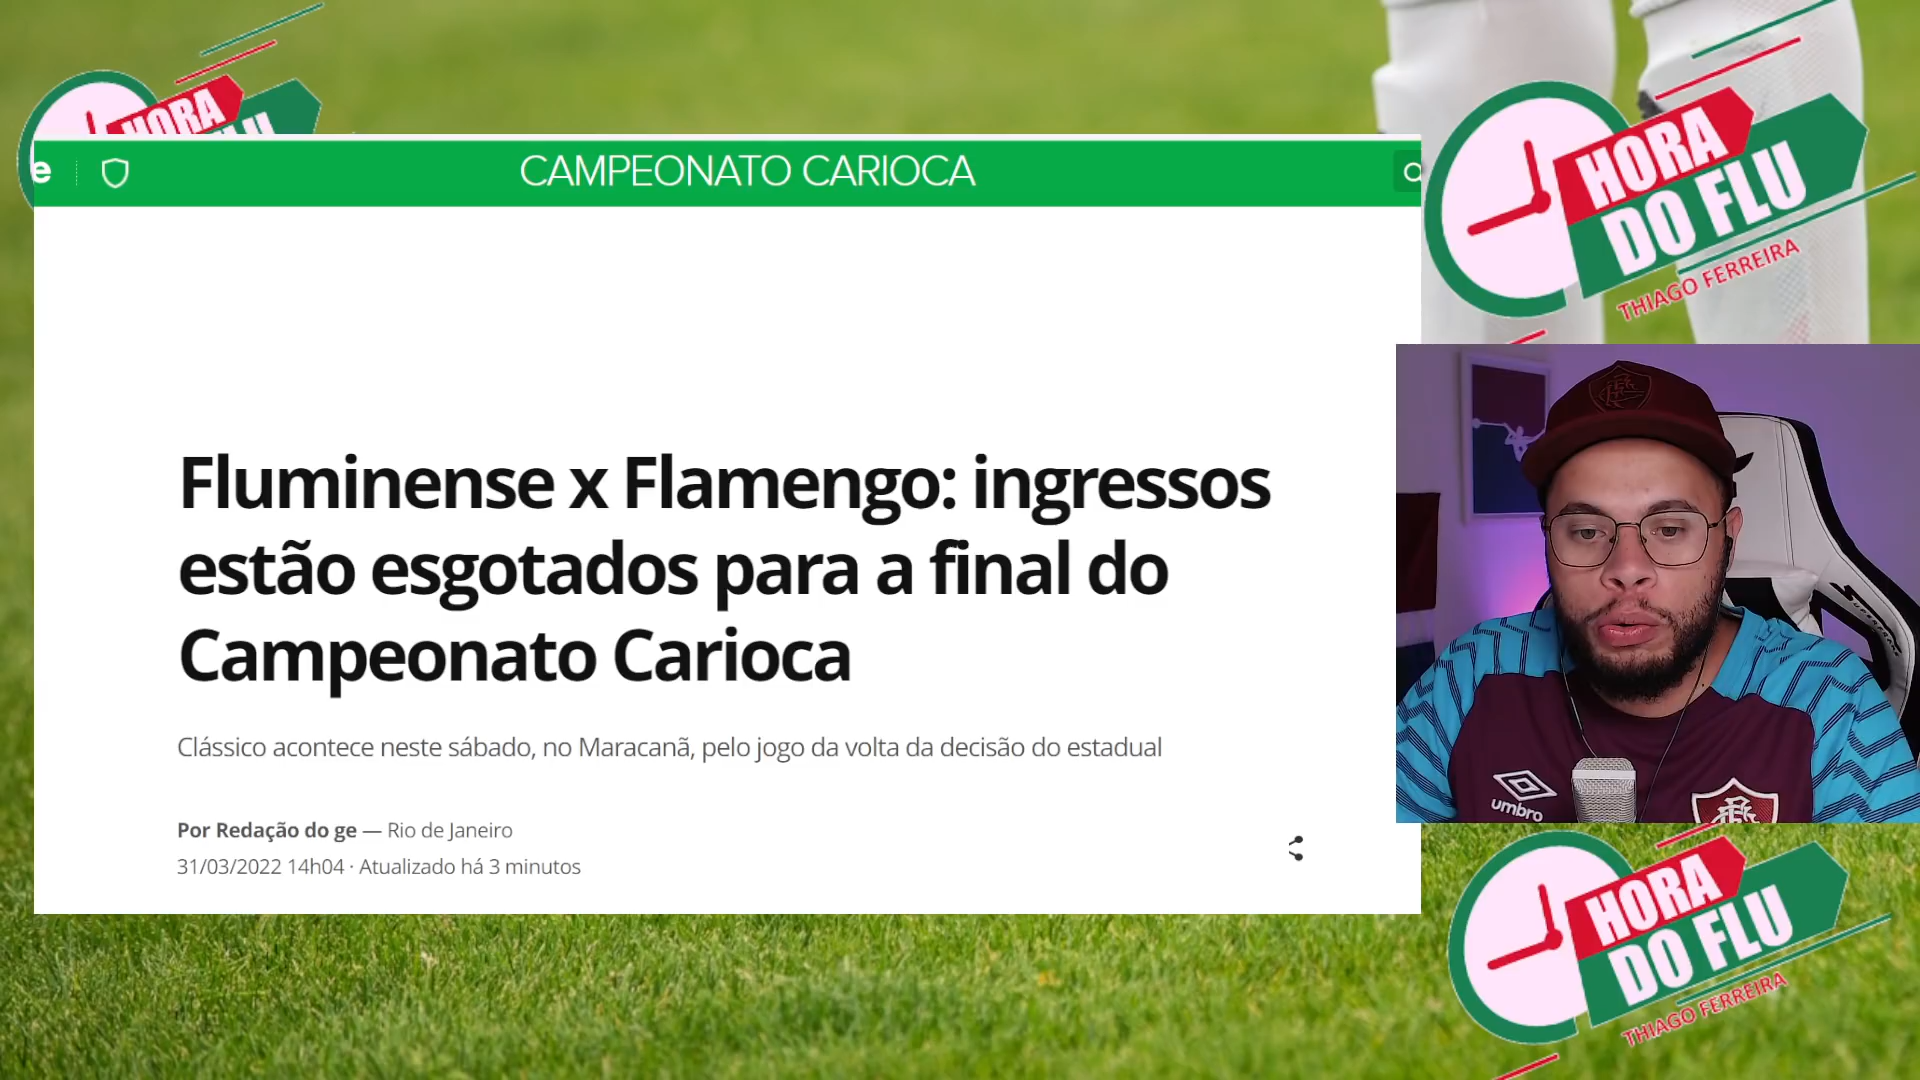 HORA
e
CAMPEONATO CARIOCA
HORA
DO FLU
THIAGO FERREIRA
Fluminense x Flamengo: ingressos
estão esgotados para a final do
Campeonato Carioca
Clássico acontece neste sábado, no Maracanã, pelo jogo da volta da decisão do estadual
Por Redação do ge — Rio de Janeiro
31/03/2022 14h04 · Atualizado há 3 minutos
umbro
HORA
DO FLU
THIAGO FERREIRA